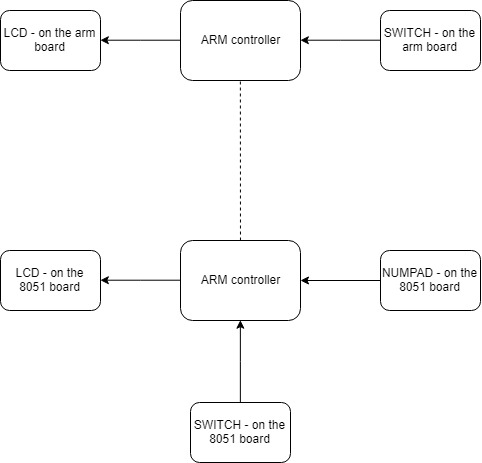 LCD - on the arm
board
ARM controller
SWITCH - on the
arm board
LCD - on the
8051 board
ARM controller
NUMPAD - on the
8051 board
SWITCH - on the
8051 board